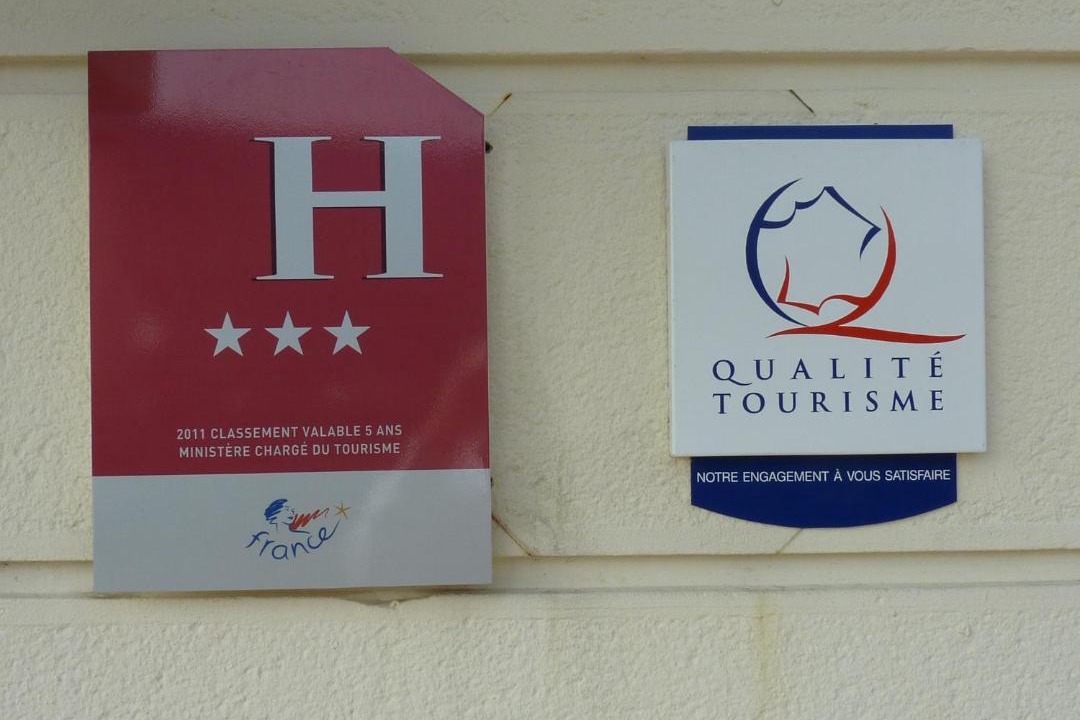 H
2011 CLASSEMENT VALABLE 5 ANS
MINISTÈRE CHARGÉ DU TOURISME
france
QUALITÉ
TOURISME
NOTRE ENGAGEMENT À VOUS SATISFAIRE